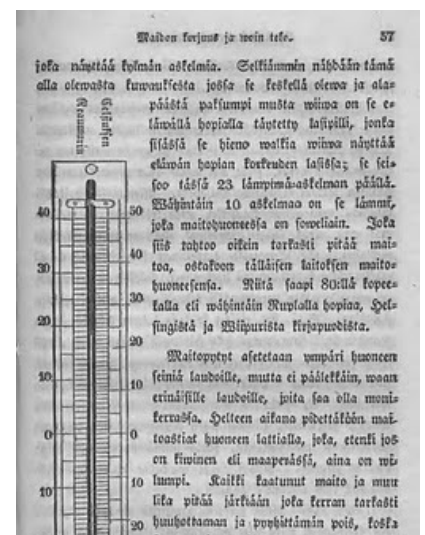 Maidon korjuus ja woin teke.
57
joka näyttää kylmän askelmia. Selkiämmin nähdään tämä
alla olewasta kuwauksesta jossa se keskellä olewa ja ala-
päästä paksumpi musta wiiwa on se e-
läwällä hopialla täytetty lasipilli, jonka
sisässä se hieno walkia wiiwa näyttää
eläwän hopian korkeuden lasissa; se sei-
soo tässä 23 lämpimä-askelman päällä.
Wähintäin 10 askelmaa on se lämmin,
joka maitohuoneessa on soweliain. Joka
siis tahtoo oikein tarkasti pitää mai-
toa, ostakoon tälläisen laitoksen maito-
huoneesensa. Niitä saapi 80:llä kopee-
kalla eli wähintäin Ruplalla hopiaa, Hel-
singistä ja Wiipurista kirjapuodista.
Maitopytyt asetetaan ympäri huoneen
seiniä laudoille, mutta ei päälekkäin, waan
erinäisille laudoille, joita saa olla moni-
kerrassa. Helteen aikana pidettäköön mai-
toastiat huoneen lattialla, joka, etenki jos
on kiwinen eli maaperässä, aina on wi-
lumpi. Kaikki kaatunut maito ja muu
lika pitää järkiään joka kerran tarkasti
huuhottaman ja pyyhittämän pois, koska
Reaumurin
Celsiuksen
40
30
20
10
0
10
50
40
30
20
10
0
10
20